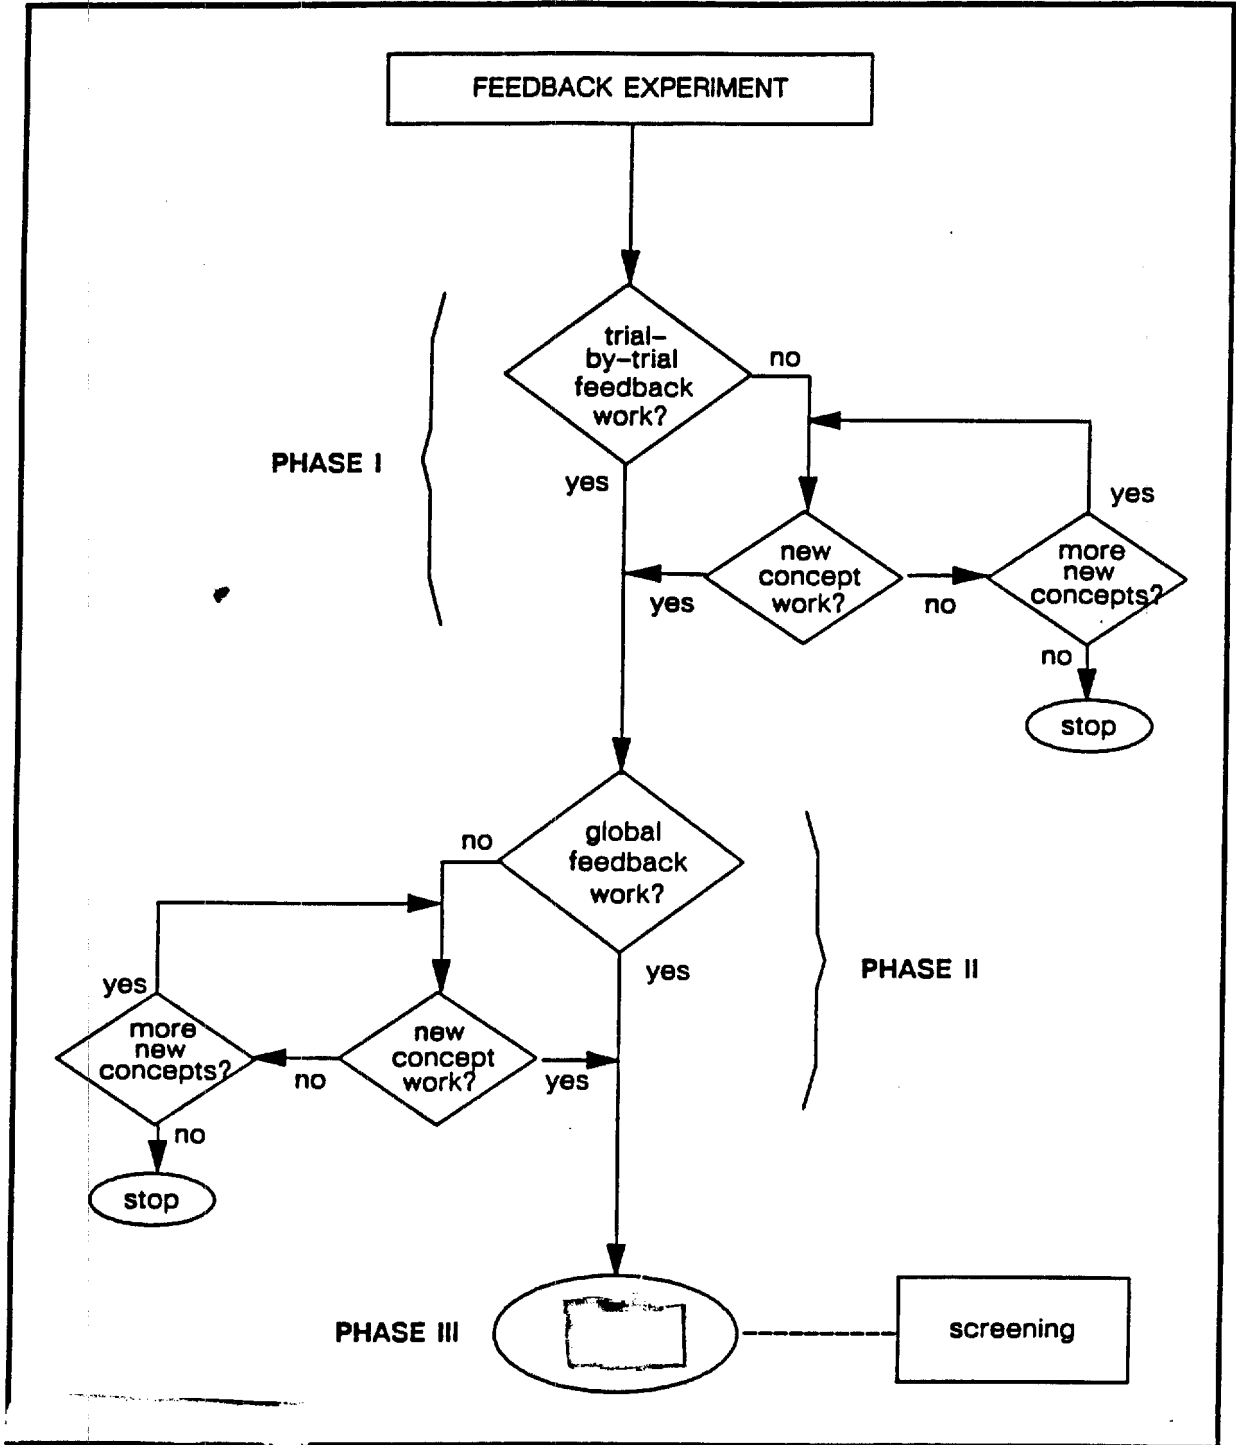 FEEDBACK EXPERIMENT
trial–
by–trial
feedback
work?
no
yes
PHASE I
new
concept
work?
yes
no
more
new
concepts?
yes
no
stop
global
feedback
work?
no
yes
PHASE II
new
concept
work?
yes
no
more
new
concepts?
yes
no
stop
PHASE III
screening